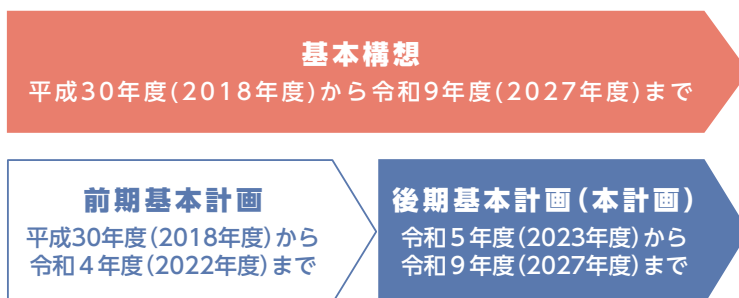 基本構想
平成30年度(2018年度)から令和9年度(2027年度)まで
前期基本計画
平成30年度(2018年度)から
令和4年度(2022年度)まで
後期基本計画(本計画)
令和5年度(2023年度)から
令和9年度(2027年度)まで